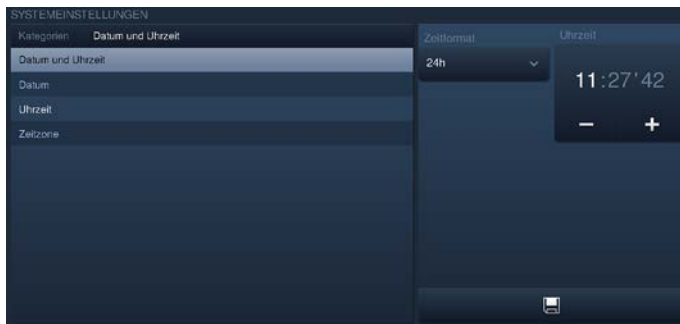 SYSTEMEINSTELLUNGEN
Kategorien Datum und Uhrzeit
Datum und Uhrzeit
Datum
Uhrzeit
Zeitzone
Zeitformat
24h
Uhrzeit
11:27'42
− +